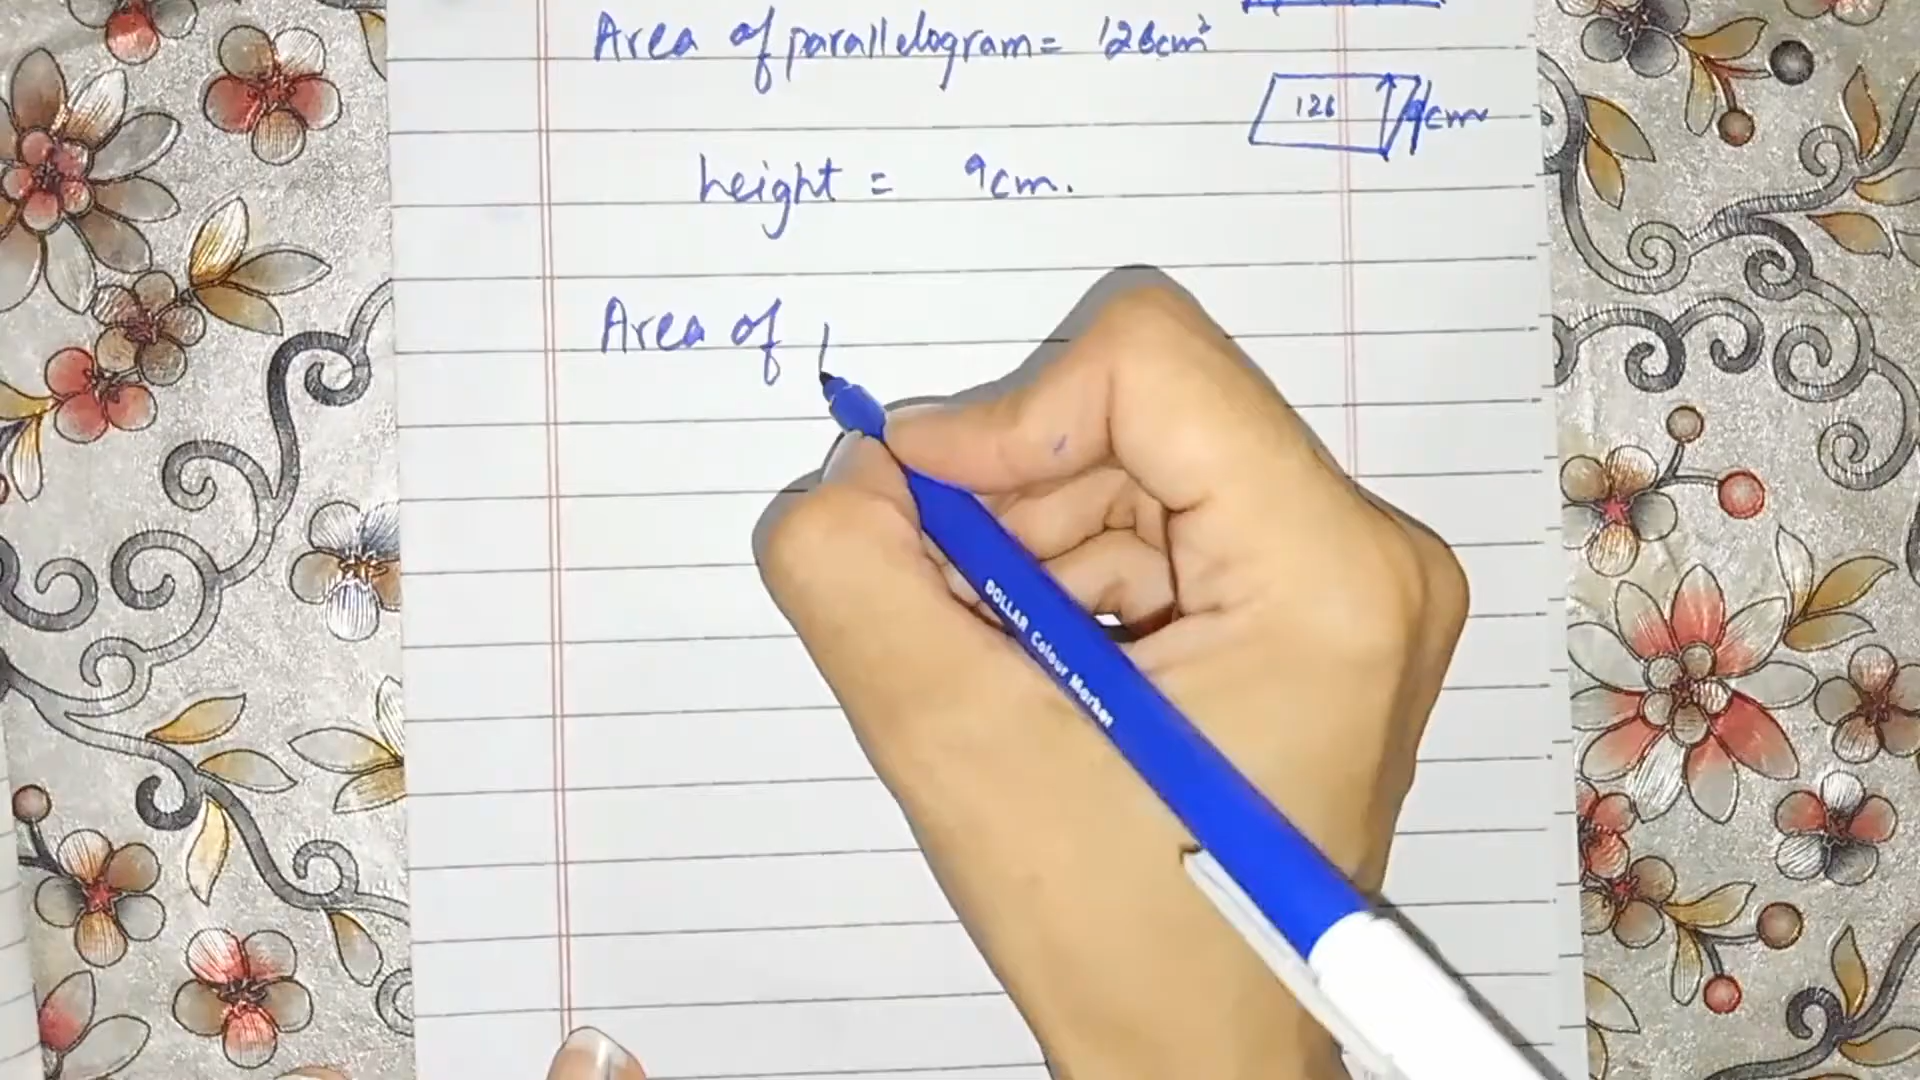 Area of parallelogram = 126cm²
126 9cm
height = 9cm.
Area of
DOLLAR Colour Marker